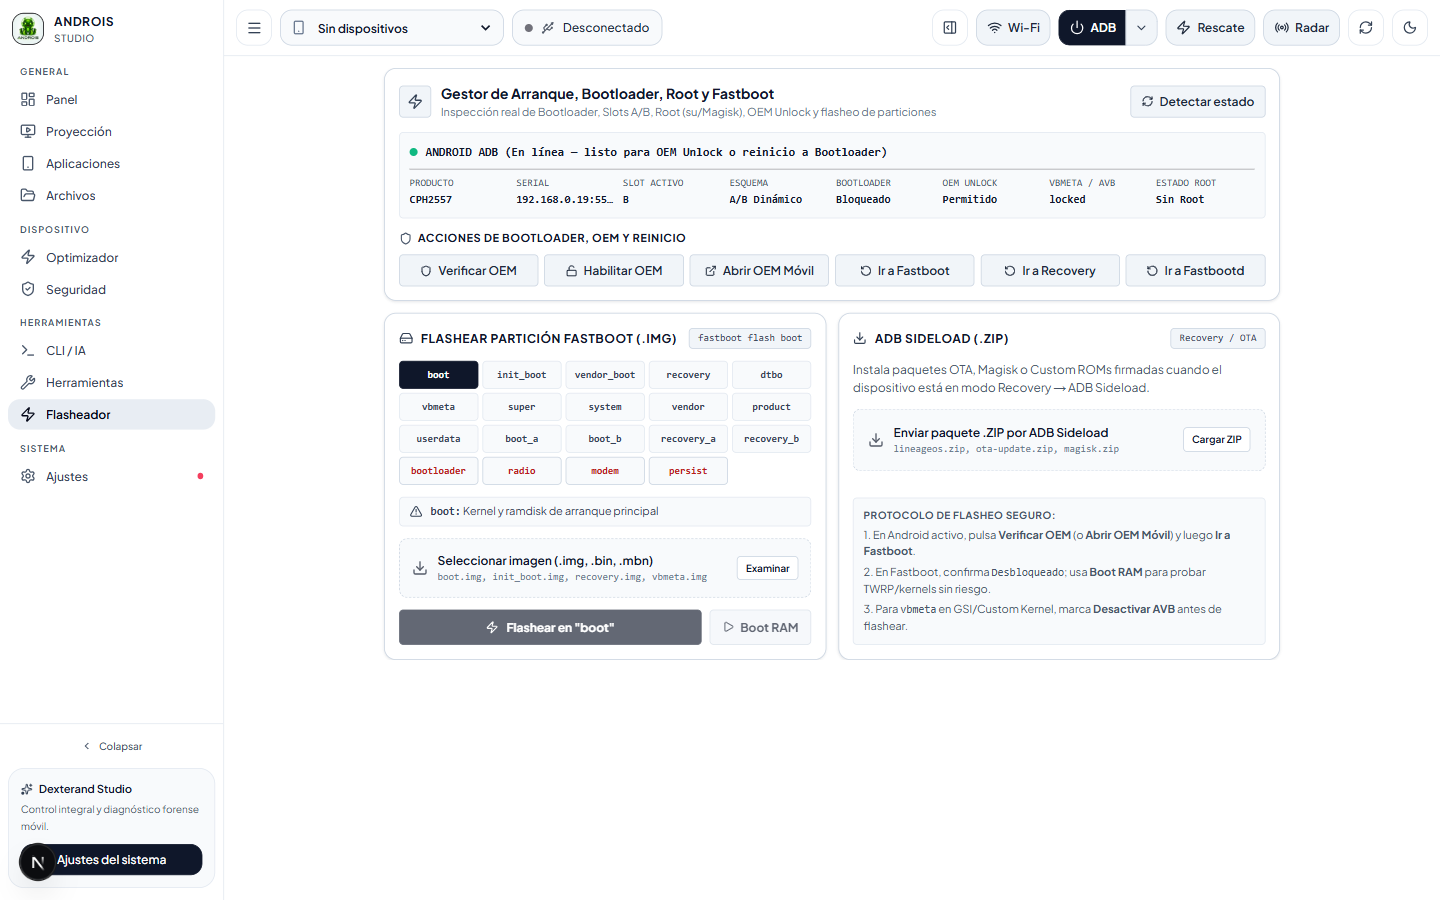 ANDROIS
STUDIO
GENERAL
Panel
Proyección
Aplicaciones
Archivos
DISPOSITIVO
Optimizador
Seguridad
HERRAMIENTAS
CLI / IA
Herramientas
Flasheador
SISTEMA
Ajustes
Colapsar
Dexterand Studio
Control integral y diagnóstico forense
móvil.
N Ajustes del sistema
Sin dispositivos
Desconectado
Wi-Fi
ADB
Rescate
Radar
Gestor de Arranque, Bootloader, Root y Fastboot
Inspección real de Bootloader, Slots A/B, Root (su/Magisk), OEM Unlock y flasheo de particiones
Detectar estado
ANDROID ADB (En línea — listo para OEM Unlock o reinicio a Bootloader)
PRODUCTO SERIAL SLOT ACTIVO ESQUEMA BOOTLOADER OEM UNLOCK VBMETA / AVB ESTADO ROOT
CPH2557 192.168.0.19:55… B A/B Dinámico Bloqueado Permitido locked Sin Root
ACCIONES DE BOOTLOADER, OEM Y REINICIO
Verificar OEM Habilitar OEM Abrir OEM Móvil Ir a Fastboot Ir a Recovery Ir a Fastbootd
FLASHEAR PARTICIÓN FASTBOOT (.IMG) fastboot flash boot
boot init_boot vendor_boot recovery dtbo
vbmeta super system vendor product
userdata boot_a boot_b recovery_a recovery_b
bootloader radio modem persist
boot: Kernel y ramdisk de arranque principal
Seleccionar imagen (.img, .bin, .mbn)
boot.img, init_boot.img, recovery.img, vbmeta.img
Examinar
Flashear en "boot" Boot RAM
ADB SIDELOAD (.ZIP) Recovery / OTA
Instala paquetes OTA, Magisk o Custom ROMs firmadas cuando el
dispositivo está en modo Recovery → ADB Sideload.
Enviar paquete .ZIP por ADB Sideload
lineageos.zip, ota-update.zip, magisk.zip
Cargar ZIP
PROTOCOLO DE FLASHEO SEGURO:
1. En Android activo, pulsa Verificar OEM (o Abrir OEM Móvil) y luego Ir a
Fastboot.
2. En Fastboot, confirma Desbloqueado; usa Boot RAM para probar
TWRP/kernels sin riesgo.
3. Para vbmeta en GSI/Custom Kernel, marca Desactivar AVB antes de
flashear.